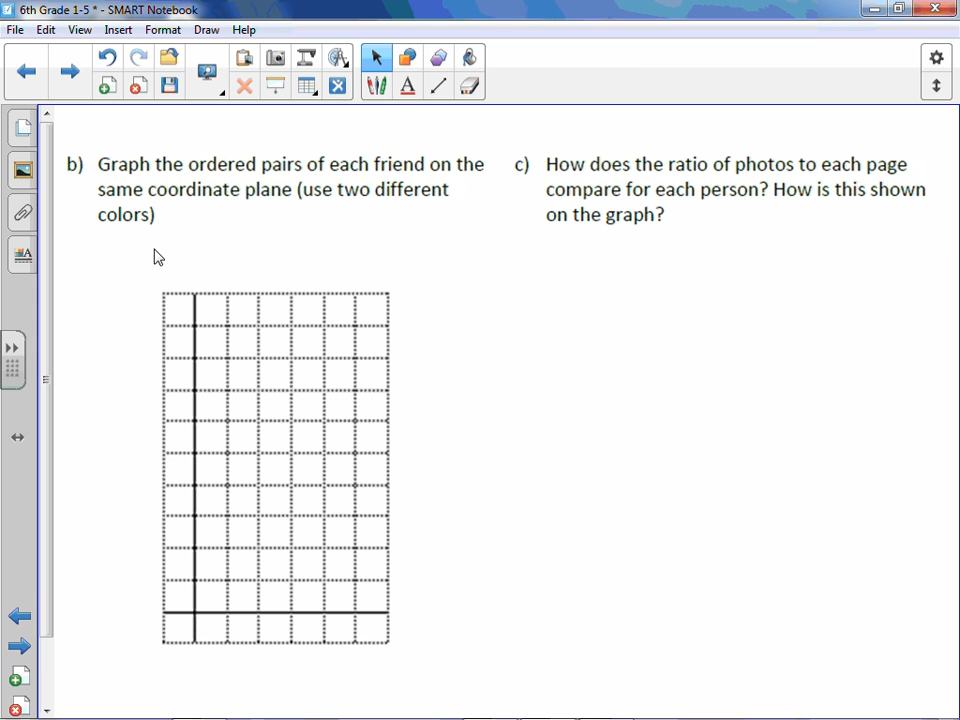 6th Grade 1-5 * - SMART Notebook
File Edit View Insert Format Draw Help
b) Graph the ordered pairs of each friend on the
same coordinate plane (use two different
colors)
c) How does the ratio of photos to each page
compare for each person? How is this shown
on the graph?